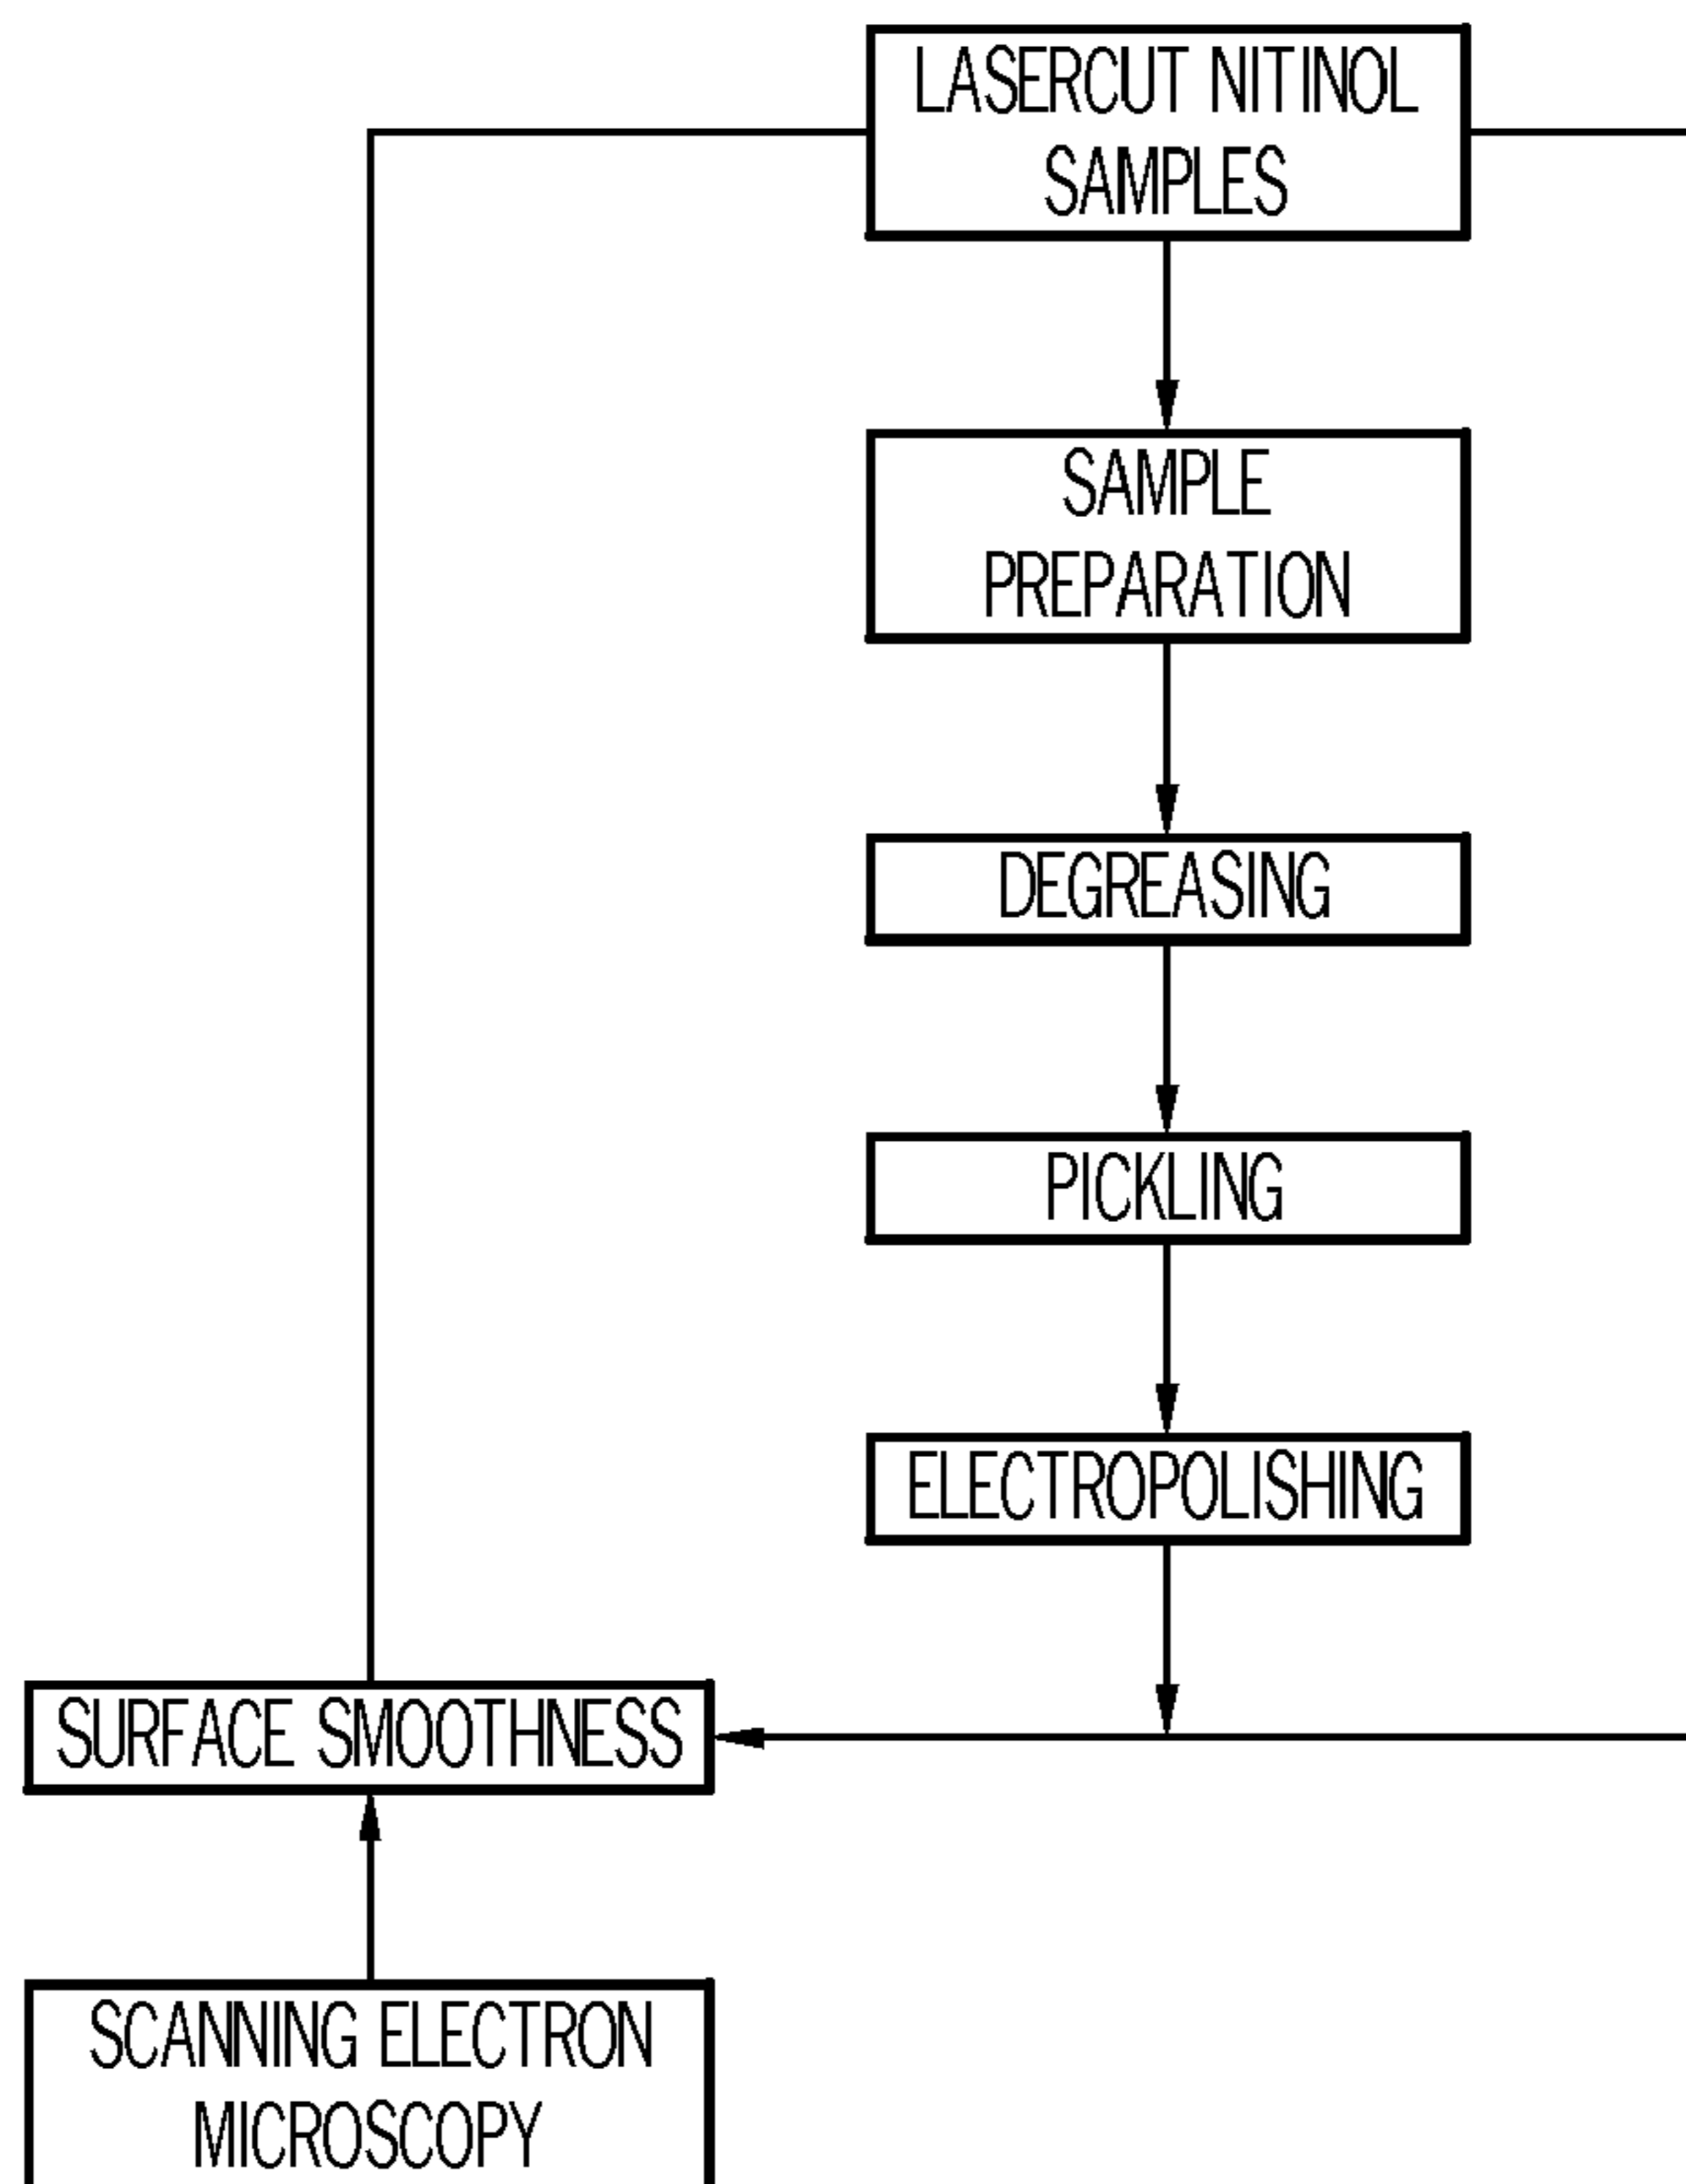 LASERCUT NITINOL
SAMPLES
SAMPLE
PREPARATION
DEGREASING
PICKLING
ELECTROPOLISHING
SURFACE SMOOTHNESS
SCANNING ELECTRON
MICROSCOPY